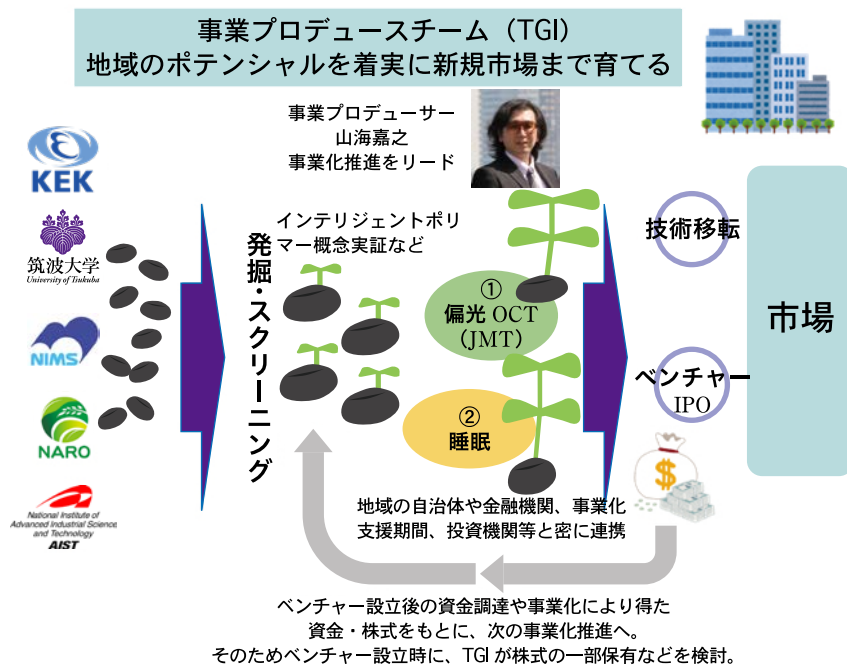 事業プロデュースチーム（TGI）
地域のポテンシャルを着実に新規市場まで育てる
事業プロデューサー
山海嘉之
事業化推進をリード
KEK
筑波大学
University of Tsukuba
NIMS
NARO
National Institute of
Advanced Industrial Science
and Technology
AIST
発掘・スクリーニング
インテリジェントポリ
マー概念実証など
①
偏光 OCT
（JMT）
②
睡眠
技術移転
ベンチャー
IPO
市場
地域の自治体や金融機関、事業化
支援期間、投資機関等と密に連携
ベンチャー設立後の資金調達や事業化により得た
資金・株式をもとに、次の事業化推進へ。
そのためベンチャー設立時に、TGI が株式の一部保有などを検討。